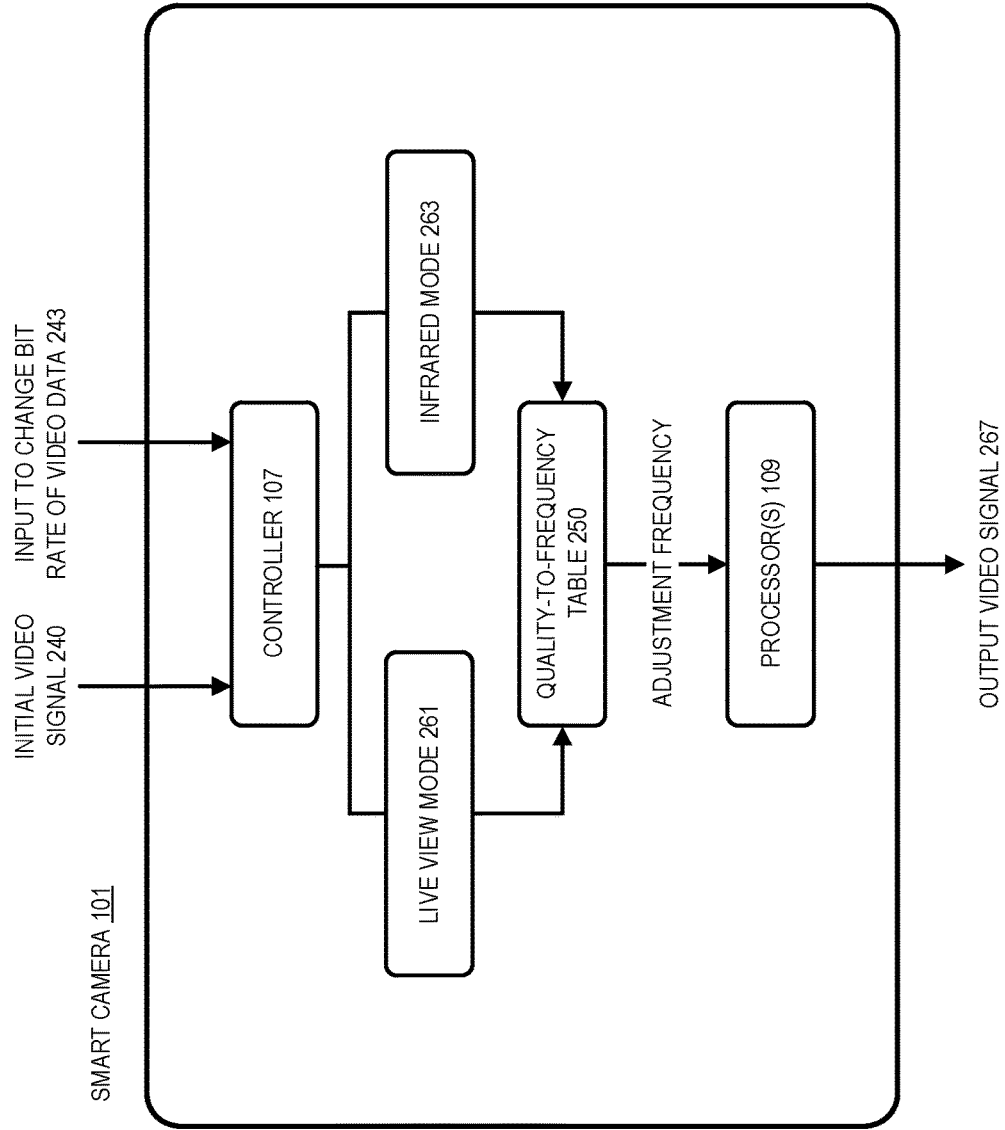 SMART CAMERA 101
INITIAL VIDEO
SIGNAL 240
INPUT TO CHANGE BIT
RATE OF VIDEO DATA 243
CONTROLLER 107
LIVE VIEW MODE 261
INFRARED MODE 263
QUALITY-TO-FREQUENCY
TABLE 250
ADJUSTMENT FREQUENCY
PROCESSOR(S) 109
OUTPUT VIDEO SIGNAL 267